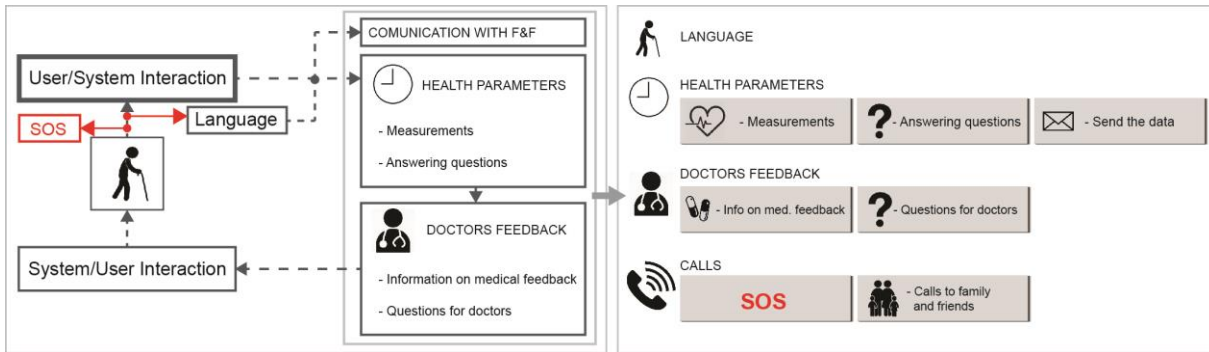 COMUNICATION WITH F&F
User/System Interaction
HEALTH PARAMETERS
SOS
Language
- Measurements
- Answering questions
DOCTORS FEEDBACK
System/User Interaction
- Information on medical feedback
- Questions for doctors
LANGUAGE
HEALTH PARAMETERS
- Measurements
?
- Answering questions
- Send the data
DOCTORS FEEDBACK
- Info on med. feedback
?
- Questions for doctors
CALLS
SOS
- Calls to family
and friends